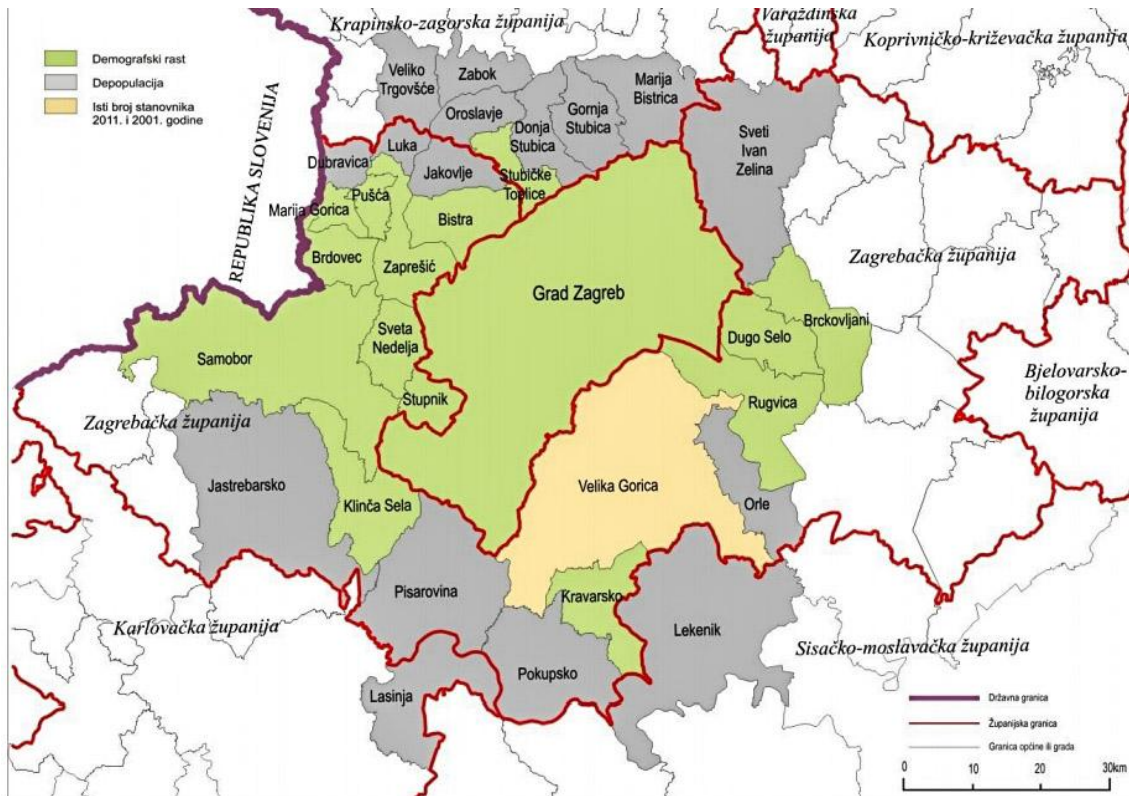 Krapinsko-zagorska županija
Varaždinska
županija
Koprivničko-križevačka županija
Demografski rast
Depopulacija
Isti broj stanovnika
2011. i 2001. godine
REPUBLIKA SLOVENIJA
Veliko
Trgovšće
Zabok
Oroslavje
Donja
Stubica
Gornja
Stubica
Marija
Bistrica
Sveti
Ivan
Zelina
Dubravica
Luka
Jakovlje
Stubičke
Toplice
Marija Gorica
Pušća
Bistra
Brdovec
Zaprešić
Zagrebačka županija
Grad Zagreb
Samobor
Sveta
Nedelja
Dugo Selo
Brckovljani
Stupnik
Rugvica
Bjelovarsko-
bilogorska
županija
Zagrebačka županija
Jastrebarsko
Klinča Sela
Velika Gorica
Orle
Pisarovina
Kravarsko
Lekenik
Karlovačka županija
Sisačko-moslavačka županija
Pokupsko
Lasinja
Državna granica
Županijska granica
Granica općine ili grada
0 10 20 30km